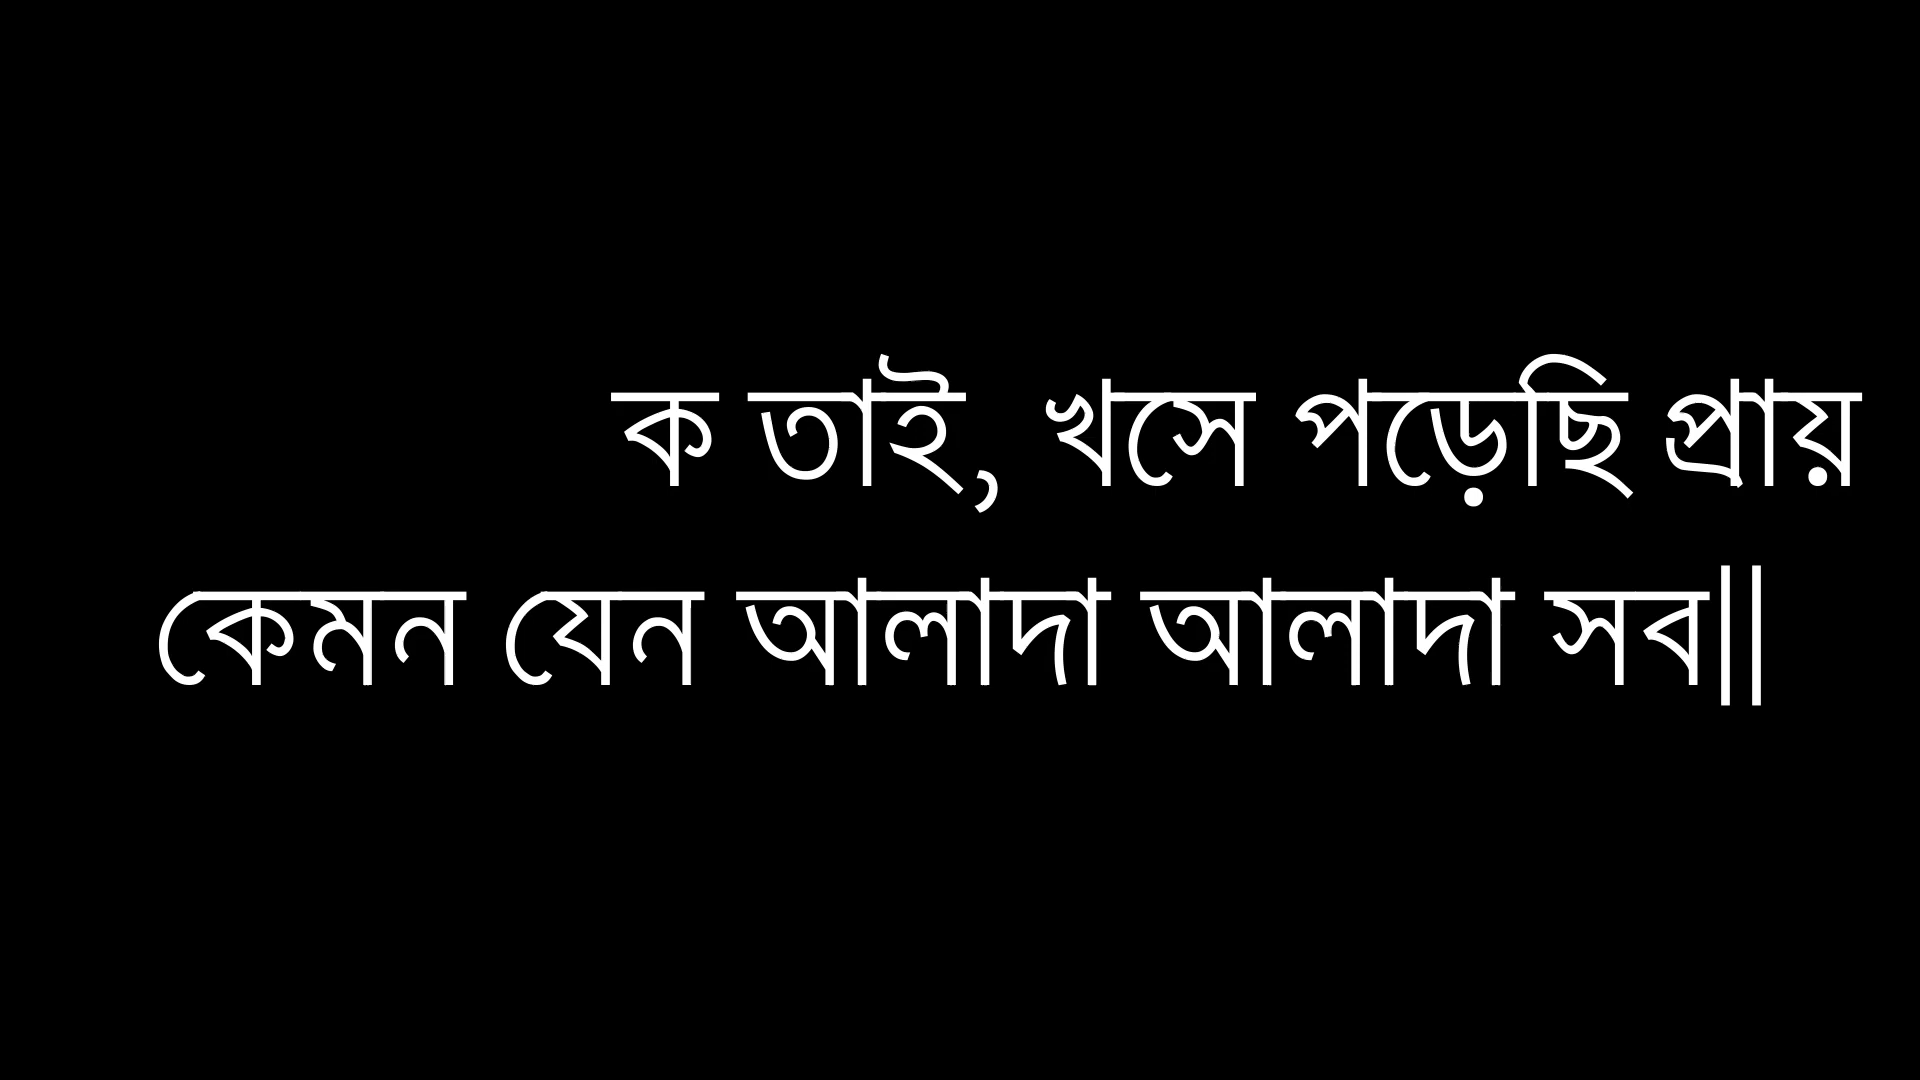 ক তাই, খসে পড়েছি প্রায়
কেমন যেন আলাদা আলাদা সব||